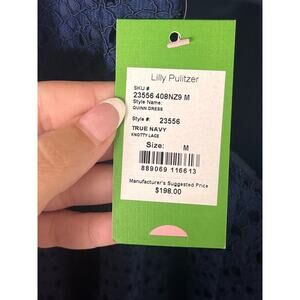 Lilly Pulitzer
SKU #
23556 408NZ9 M
Style Name:
QUINN DRESS
Style #: 23556
TRUE NAVY
KNOTTY LACE
Size: M
889069 116613
Manufacturer's Suggested Price
$198.00